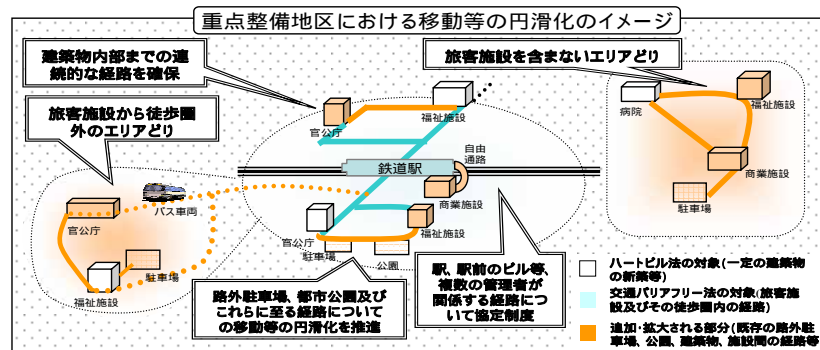 重点整備地区における移動等の円滑化のイメージ
建築物内部までの連
続的な経路を確保
旅客施設を含まないエリアどり
旅客施設から徒歩圏
外のエリアどり
官公庁
福祉施設
自由
通路
鉄道駅
商業施設
官公庁
駐車場
公園
福祉施設
バス車両
官公庁
駐車場
福祉施設
病院
福祉施設
商業施設
駐車場
路外駐車場、都市公園及び
これらに至る経路について
の移動等の円滑化を推進
駅、駅前のビル等、
複数の管理者が
関係する経路につ
いて協定制度
ハートビル法の対象(一定の建築物
の新築等)
交通バリアフリー法の対象(旅客施
設及びその徒歩圏内の経路)
追加・拡大される部分(既存の路外駐
車場、公園、建築物、施設間の経路等